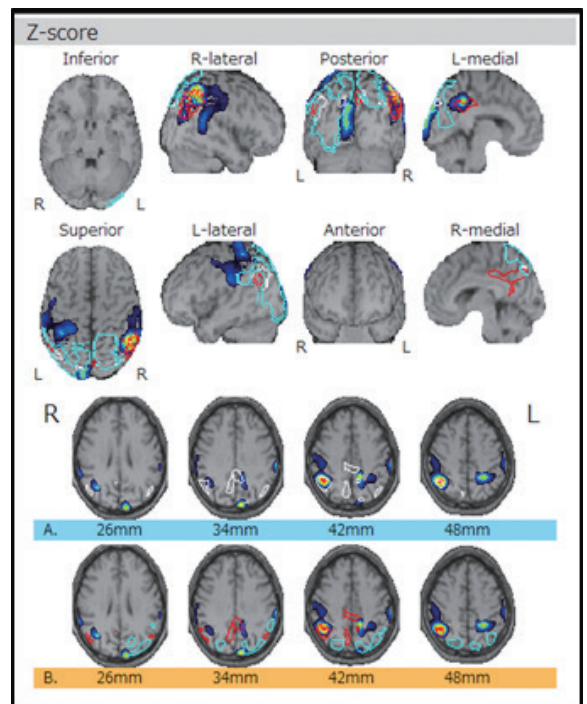 Z-score
Inferior R-lateral Posterior L-medial
R L L R
Superior L-lateral Anterior R-medial
L R R L
R L
A. 26mm 34mm 42mm 48mm
B. 26mm 34mm 42mm 48mm